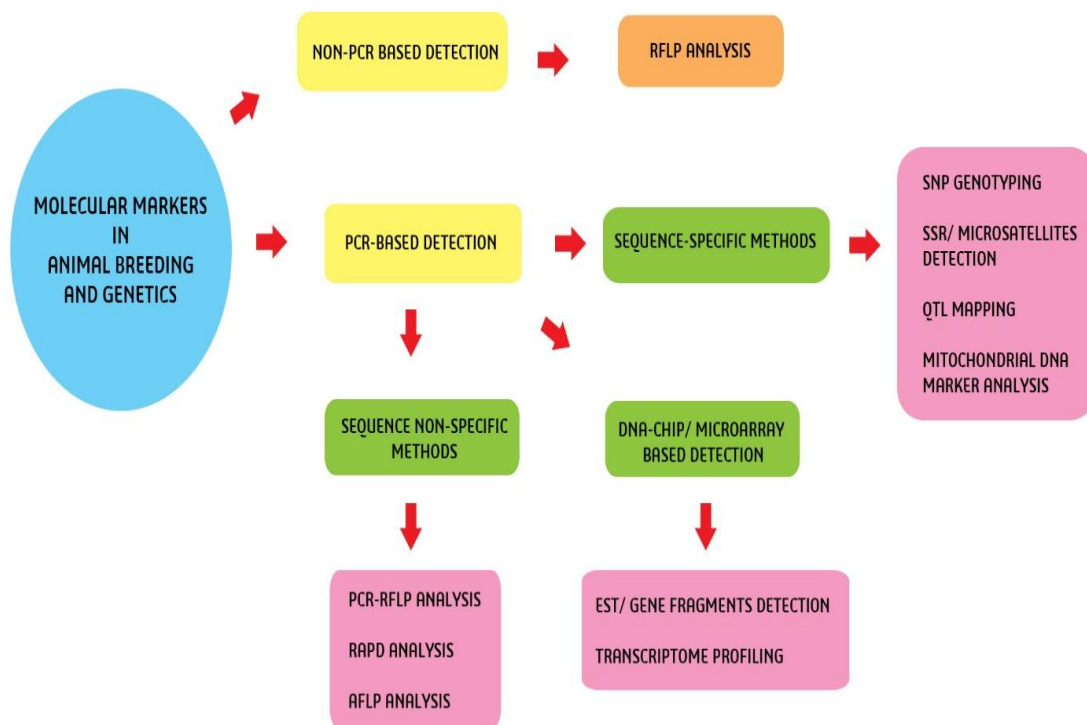 NON-PCR BASED DETECTION
RFLP ANALYSIS
MOLECULAR MARKERS
IN
ANIMAL BREEDING
AND GENETICS
PCR-BASED DETECTION
SEQUENCE-SPECIFIC METHODS
SNP GENOTYPING
SSR/ MICROSATELLITES
DETECTION
QTL MAPPING
MITOCHONDRIAL DNA
MARKER ANALYSIS
SEQUENCE NON-SPECIFIC
METHODS
DNA-CHIP/ MICROARRAY
BASED DETECTION
PCR-RFLP ANALYSIS
RAPD ANALYSIS
AFLP ANALYSIS
EST/ GENE FRAGMENTS DETECTION
TRANSCRIPTOME PROFILING